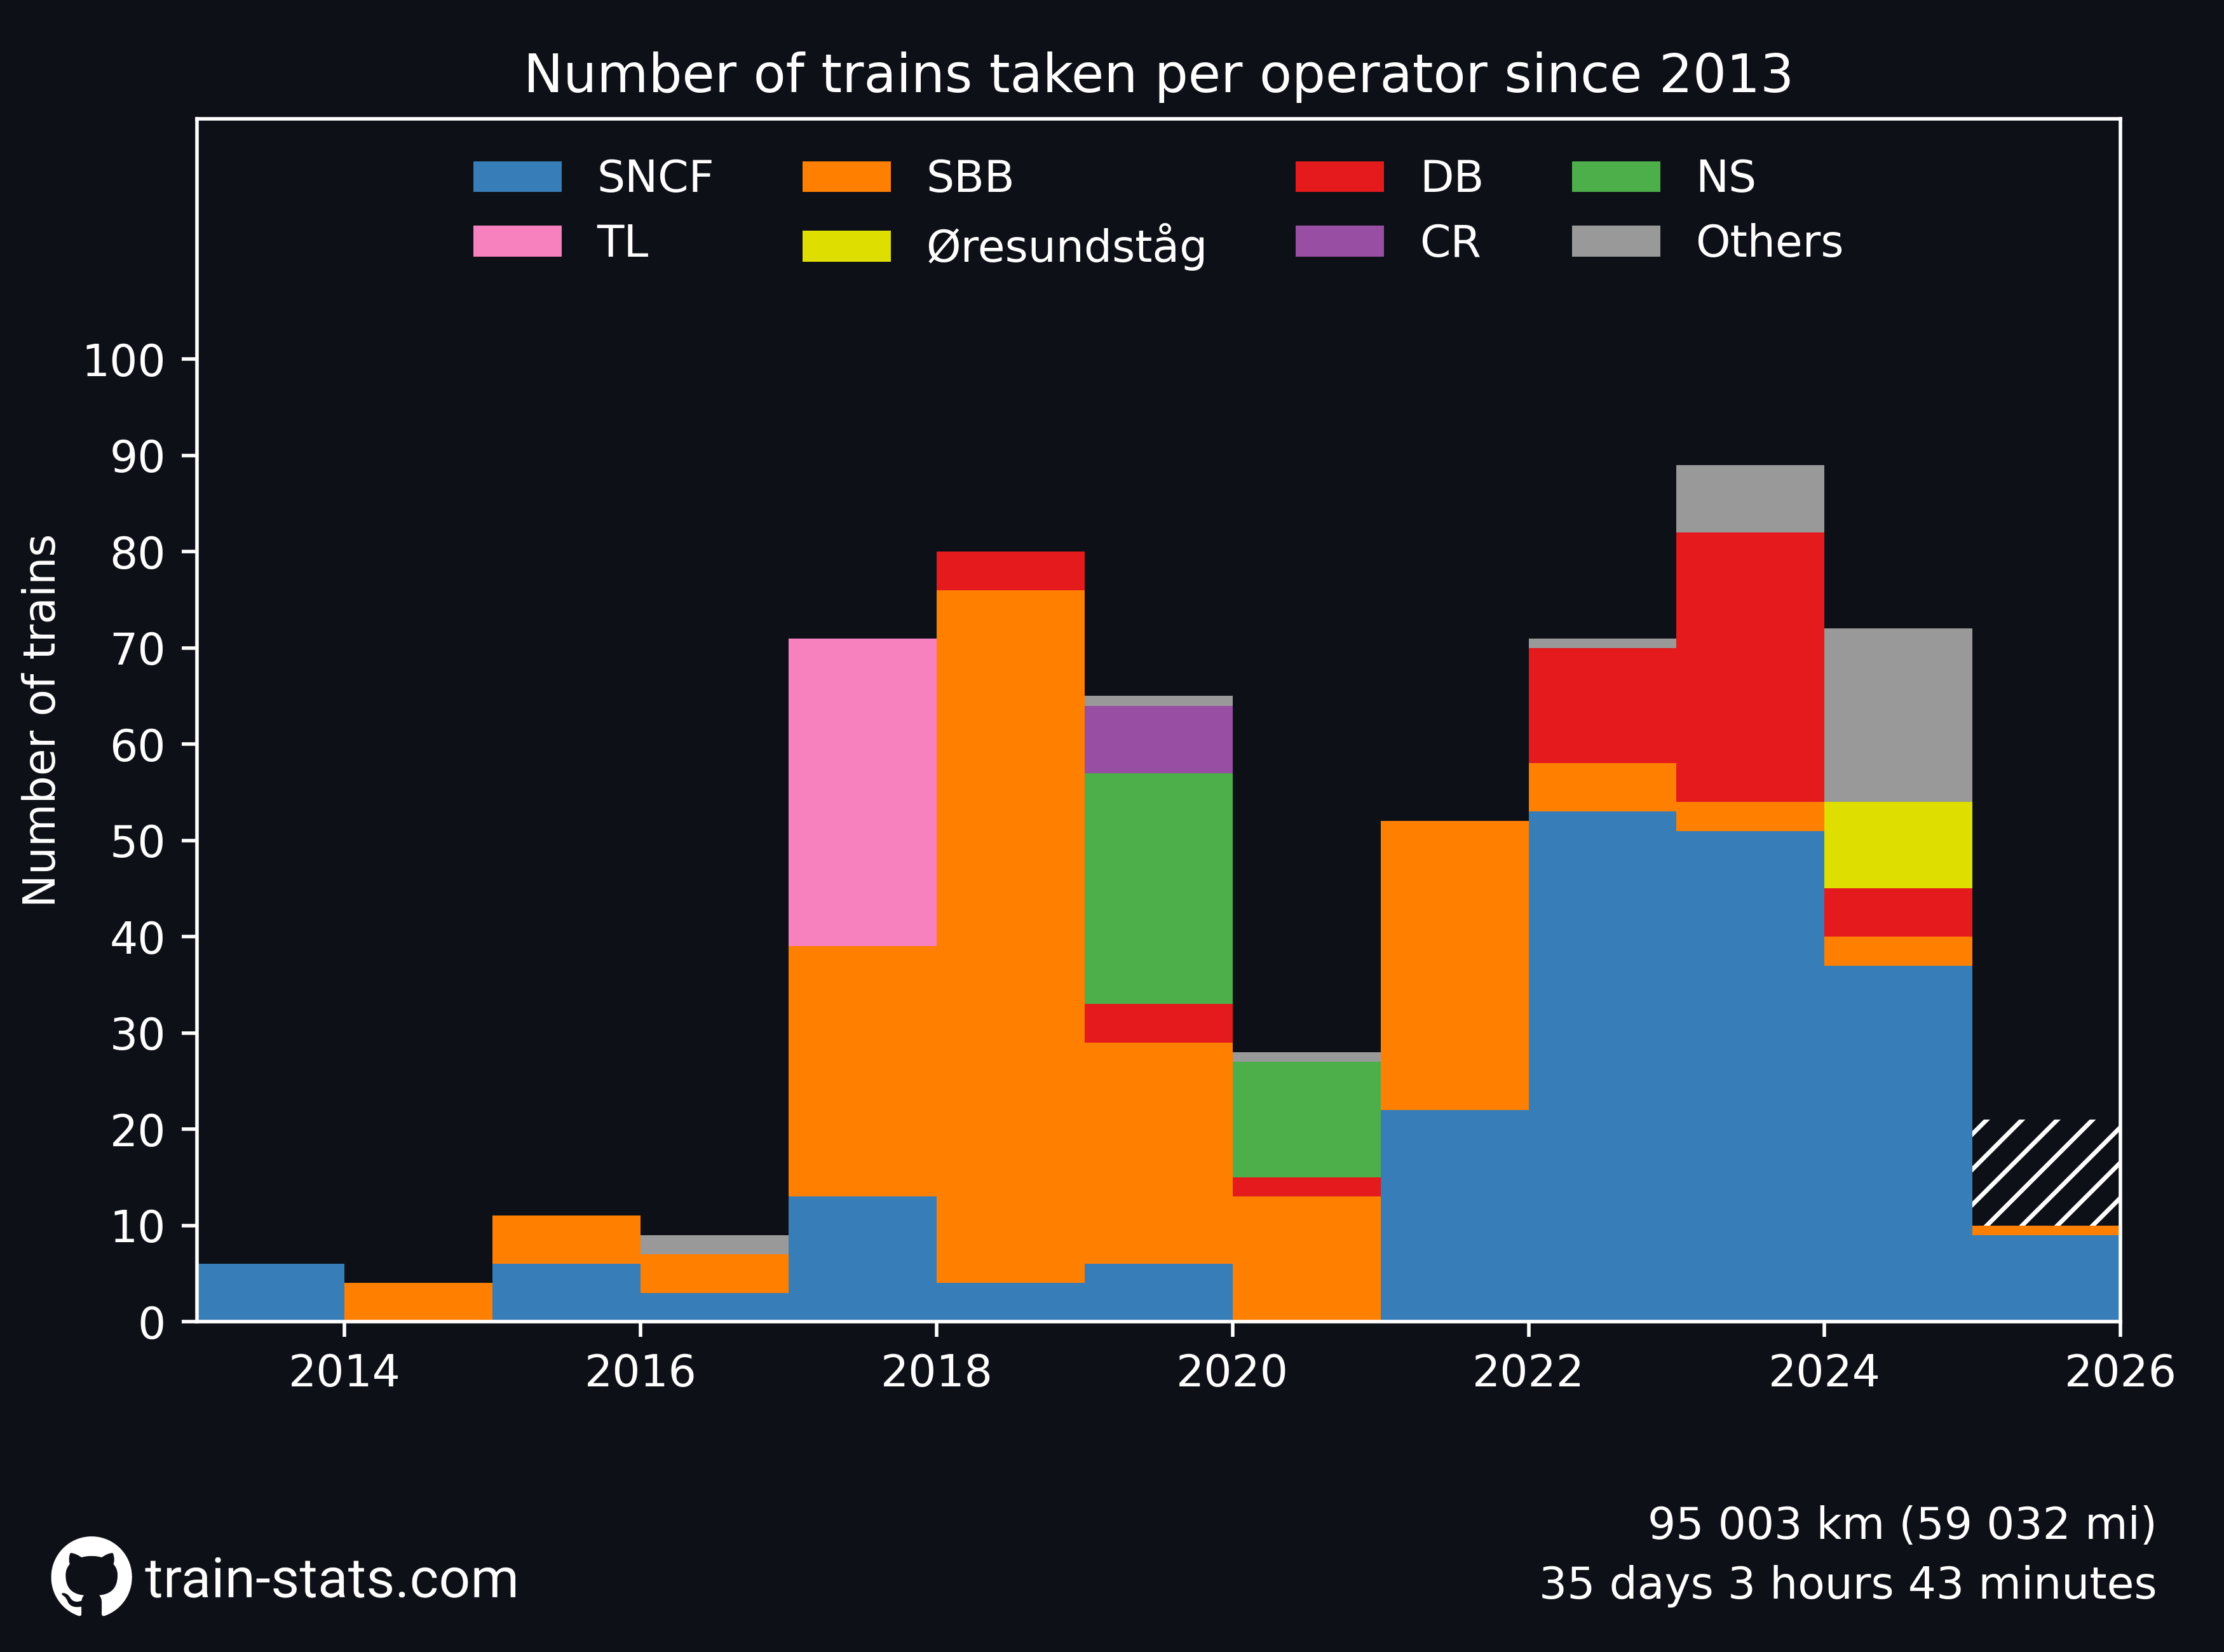 Number of trains taken per operator since 2013
SNCF SBB DB NS
TL Øresundståg CR Others
Number of trains
100
90
80
70
60
50
40
30
20
10
0
2014 2016 2018 2020 2022 2024 2026
95 003 km (59 032 mi)
train-stats.com
35 days 3 hours 43 minutes